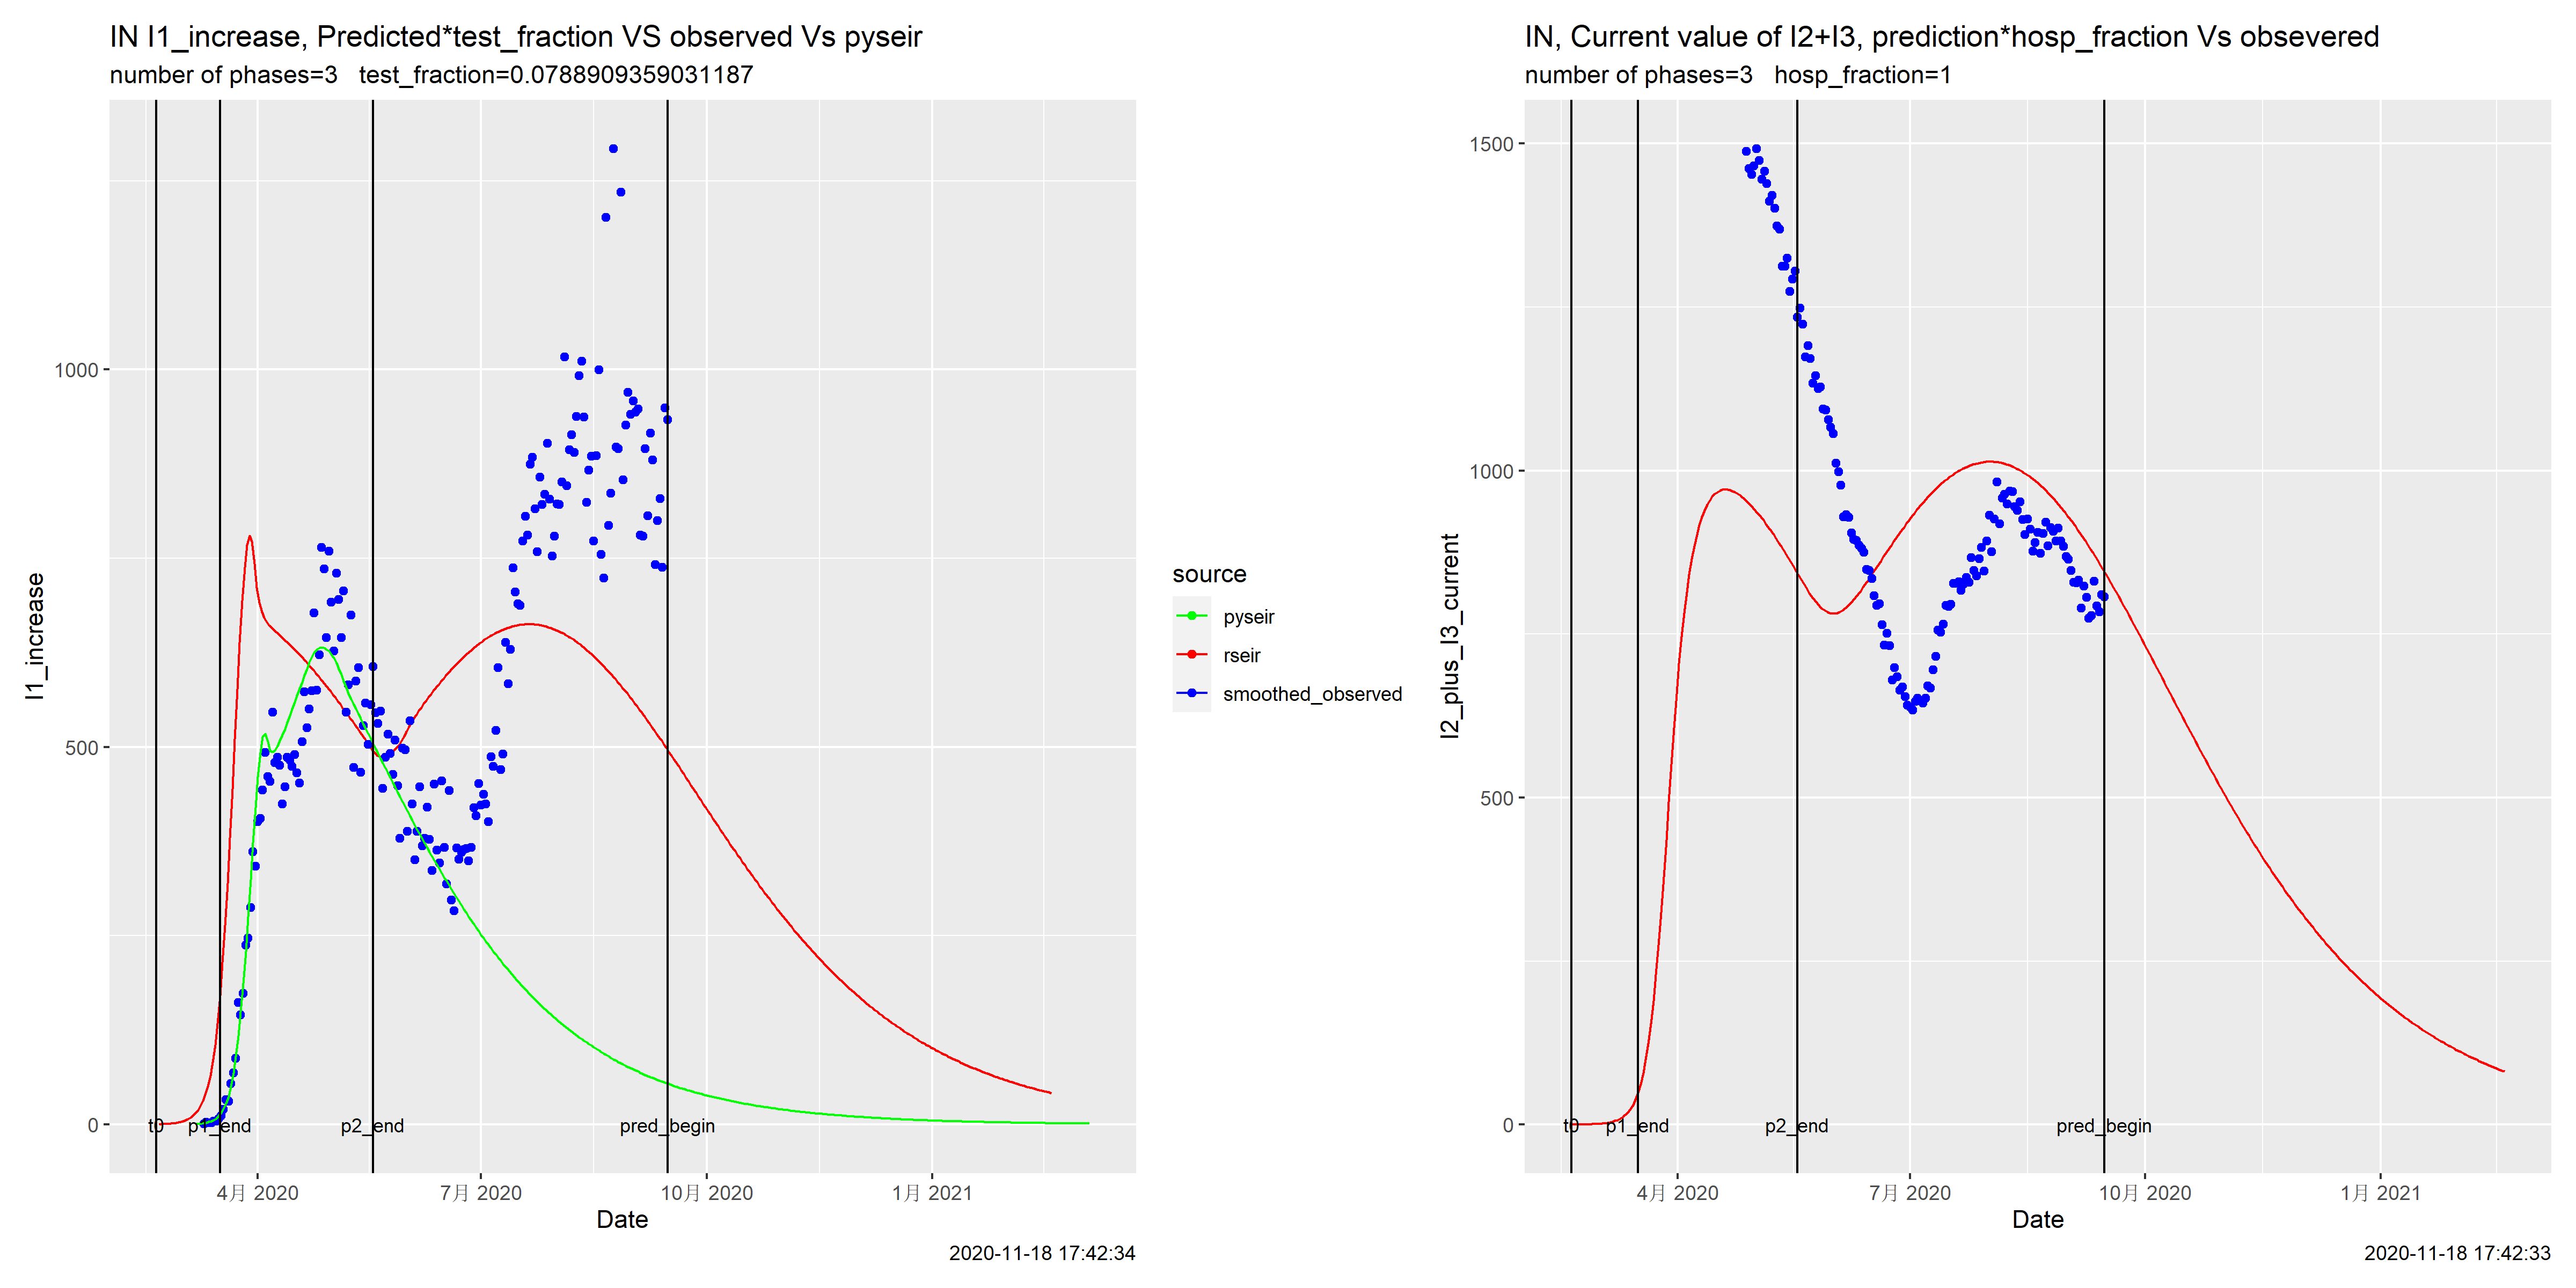 IN I1_increase, Predicted*test_fraction VS observed Vs pyseir
number of phases=3   test_fraction=0.0788909359031187
I1_increase
1000
500
0
t0
p1_end
p2_end
pred_begin
4月 2020
7月 2020
10月 2020
1月 2021
Date
2020-11-18 17:42:34
source
pyseir
rseir
smoothed_observed
IN, Current value of I2+I3, prediction*hosp_fraction Vs obsevered
number of phases=3   hosp_fraction=1
I2_plus_I3_current
1500
1000
500
0
t0
p1_end
p2_end
pred_begin
4月 2020
7月 2020
10月 2020
1月 2021
Date
2020-11-18 17:42:33